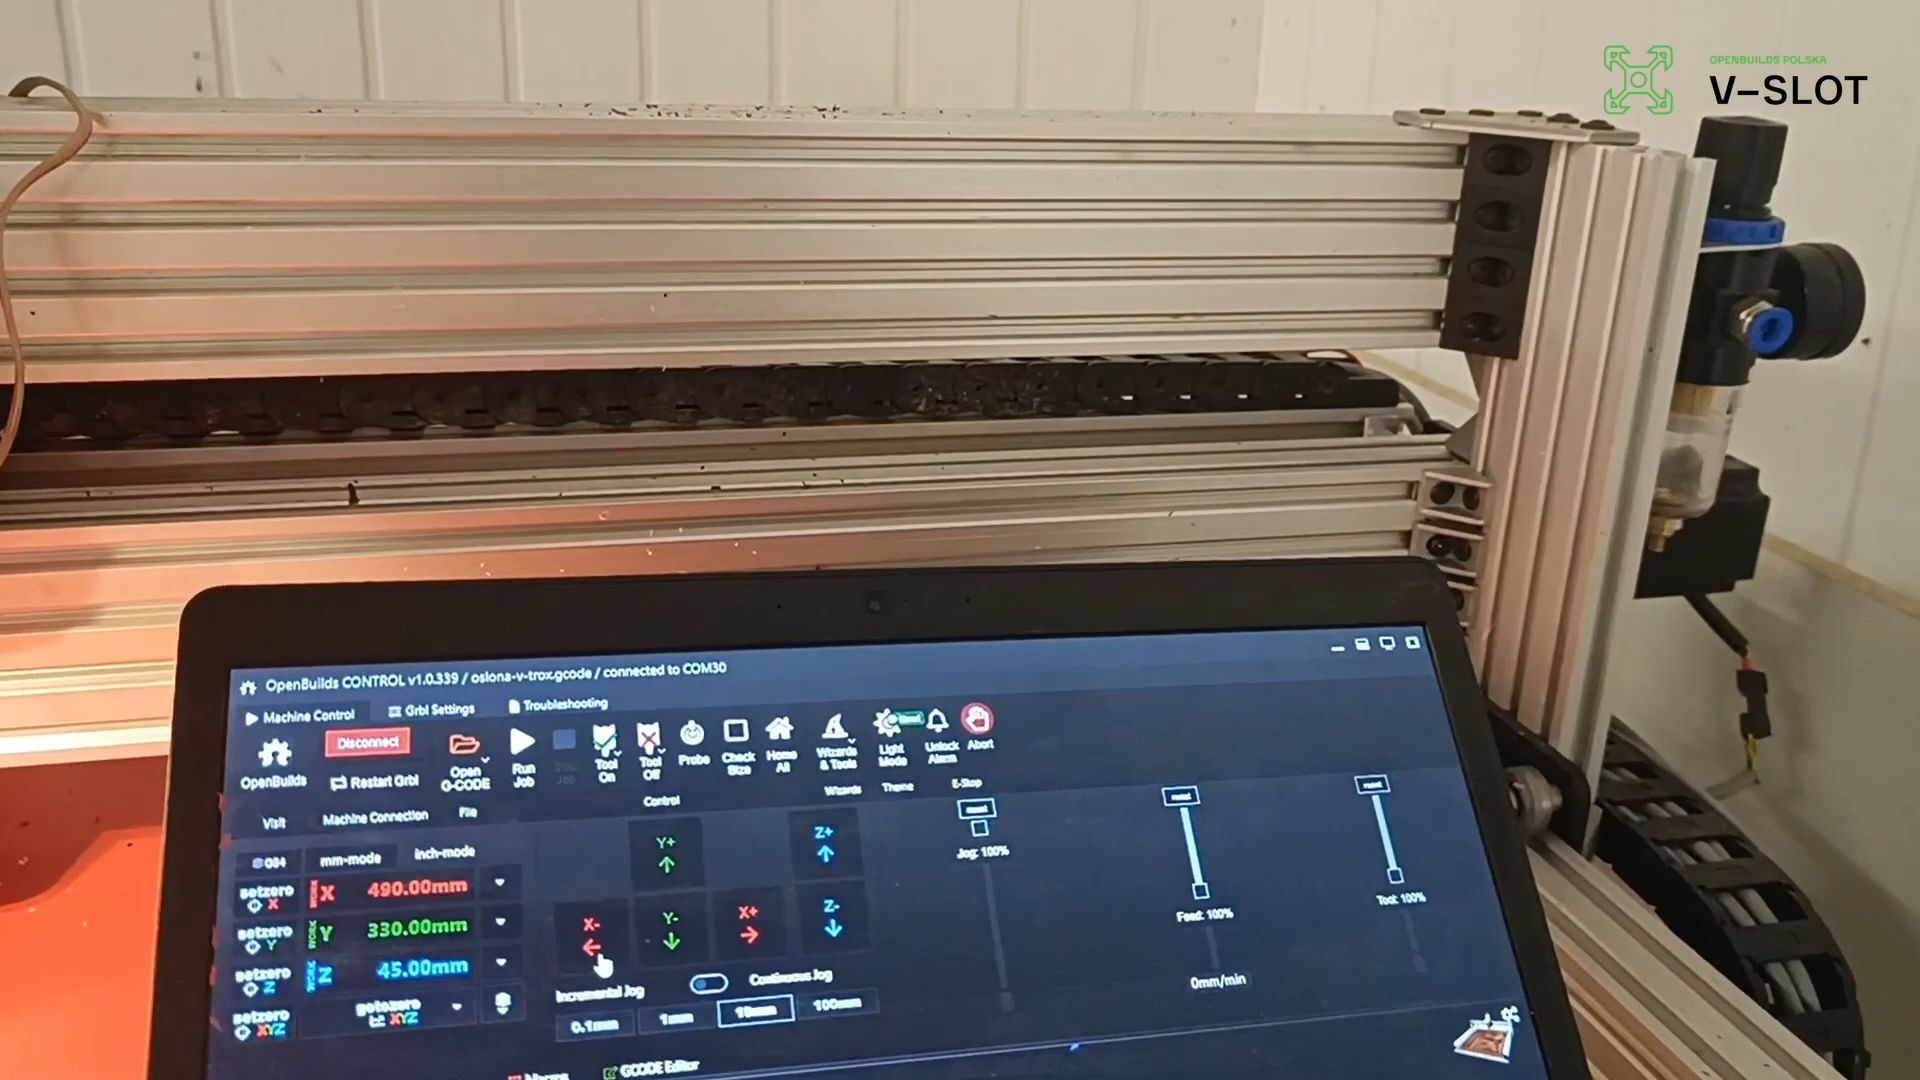 OPENBUILDS POLSKA
V-SLOT
OpenBuilds CONTROL v1.0.339 / oslona-v-trox.gcode / connected to COM30
Machine Control
Grbl Settings
Troubleshooting
Disconnect
OpenBuilds
Restart Grbl
Open
G-CODE
Run
Job
Tool
On
Tool
Off
Probe
Check
Size
Home
All
Wizards
& Tools
Light
Mode
Unlock
Alarm
Abort
Visit
Machine Connection
File
Control
Wizards
Theme
E-Stop
G54
mm-mode
inch-mode
setzero
X
X
490.00mm
setzero
Y
Y
330.00mm
setzero
Z
Z
45.00mm
setzero
XYZ
gotozero
XYZ
Y+
Z+
X-
Y-
X+
Z-
Incremental Jog
Continuous Jog
0.1mm
1mm
10mm
100mm
Jog: 100%
Feed: 100%
Tool: 100%
0mm/min
Macros
GCODE Editor